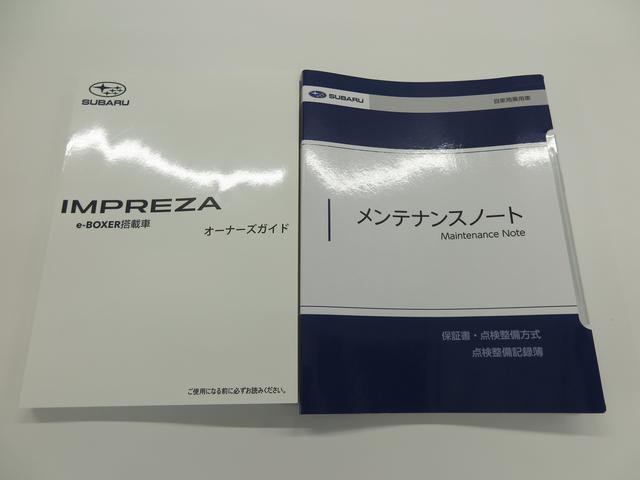 SUBARU
IMPREZA
e-BOXER搭載車
オーナーズガイド
ご使用になる前に必ずお読みください。
SUBARU
自家用乗用車
メンテナンスノート
Maintenance Note
保証書・点検整備方式
点検整備記録簿